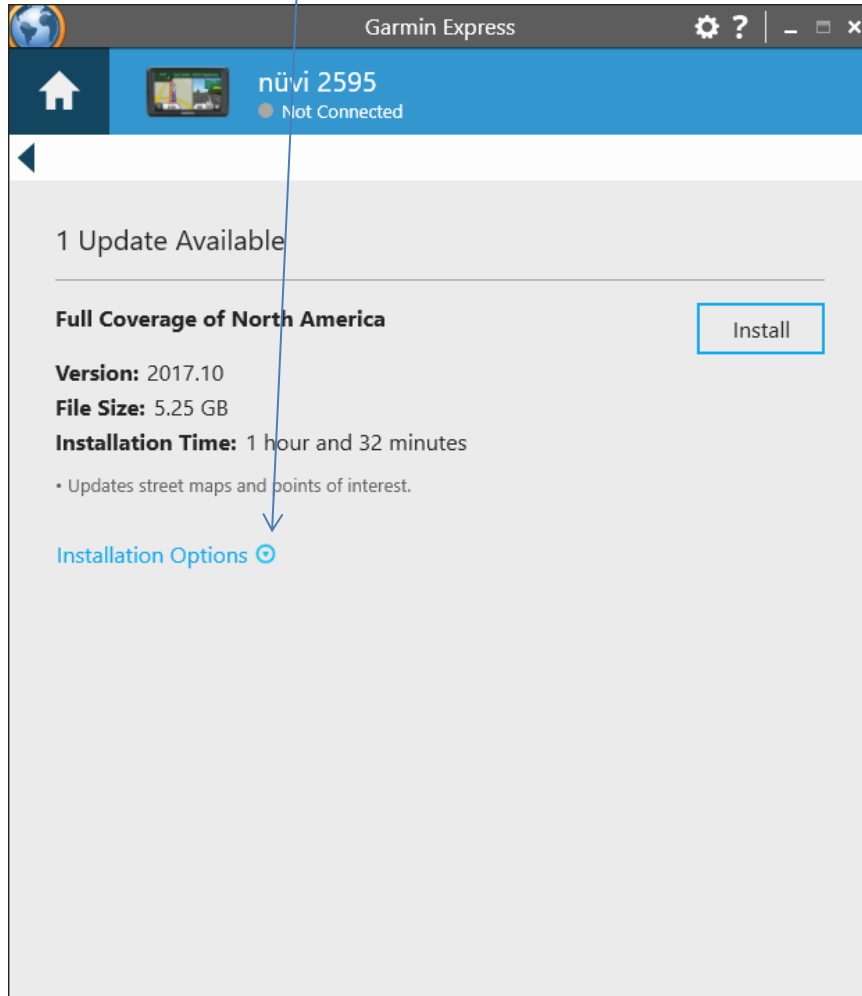 Garmin Express
?
nüvi 2595
Not Connected
1 Update Available
Full Coverage of North America
Install
Version: 2017.10
File Size: 5.25 GB
Installation Time: 1 hour and 32 minutes
• Updates street maps and points of interest.
Installation Options